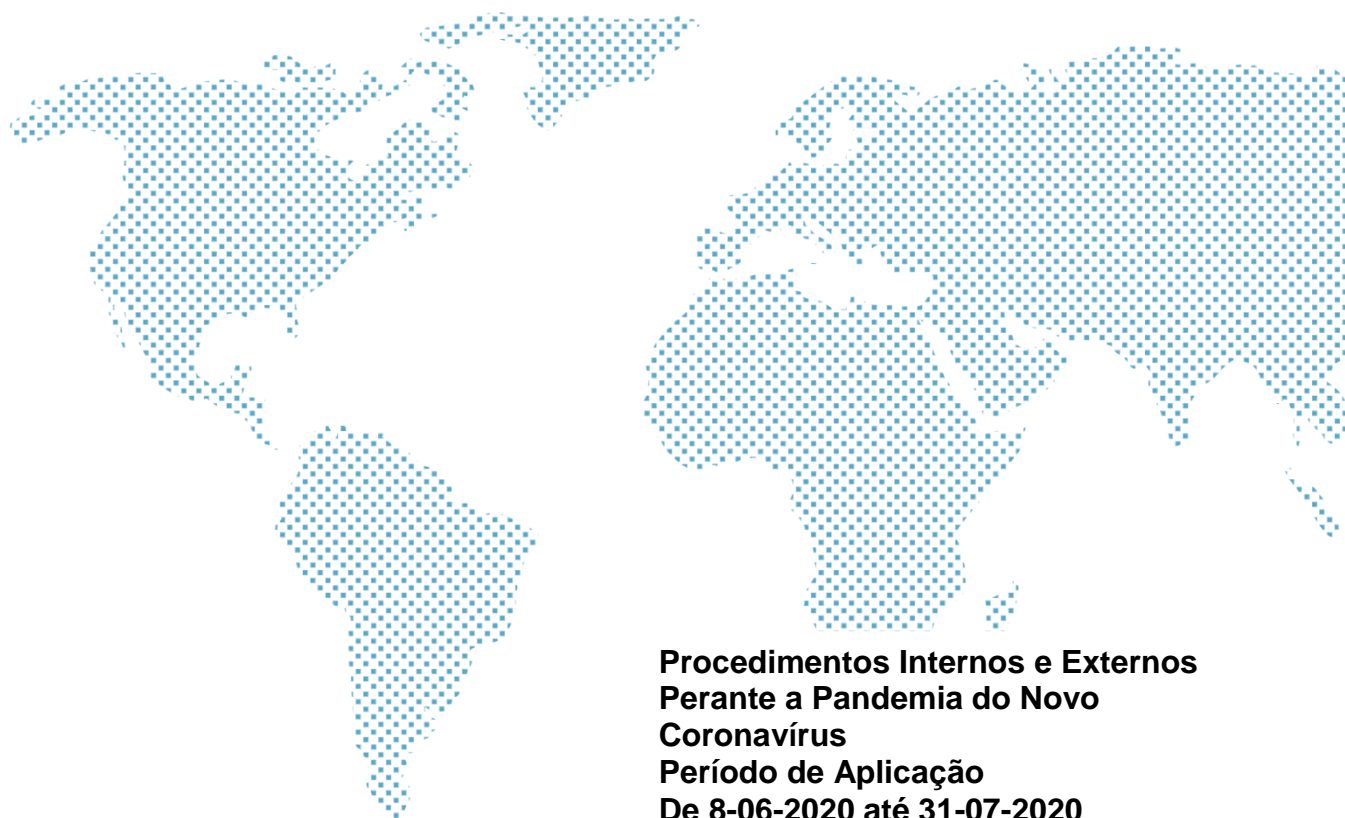 Procedimentos Internos e Externos
Perante a Pandemia do Novo
Coronavírus
Período de Aplicação
De 8-06-2020 até 31-07-2020